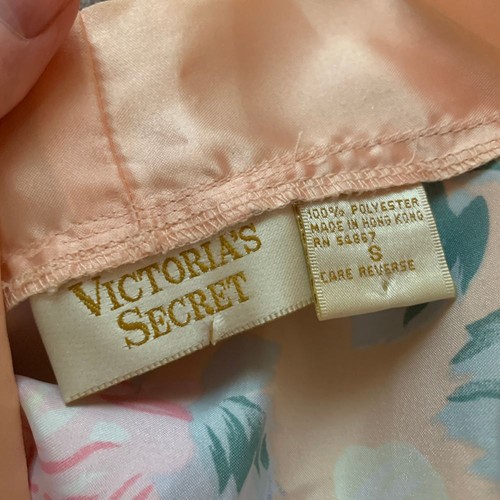 VICTORIA'S
SECRET
100% POLYESTER
MADE IN HONG KONG
RN 54867
S
CARE REVERSE